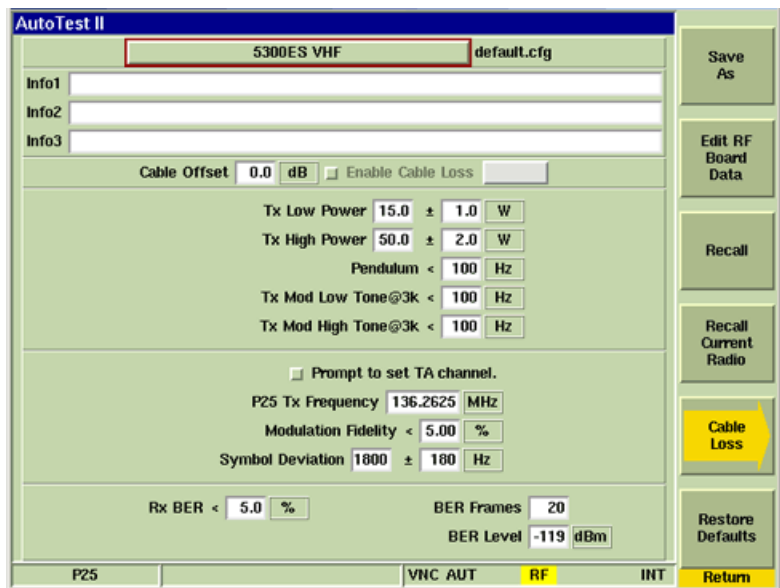 AutoTest II
5300ES VHF default.cfg
Info1
Info2
Info3
Cable Offset 0.0 dB Enable Cable Loss
Tx Low Power 15.0 ± 1.0 W
Tx High Power 50.0 ± 2.0 W
Pendulum < 100 Hz
Tx Mod Low Tone@3k < 100 Hz
Tx Mod High Tone@3k < 100 Hz
Prompt to set TA channel.
P25 Tx Frequency 136.2625 MHz
Modulation Fidelity < 5.00 %
Symbol Deviation 1800 ± 180 Hz
Rx BER < 5.0 % BER Frames 20
BER Level -119 dBm
P25 VNC AUT RF INT
Save
As
Edit RF
Board
Data
Recall
Recall
Current
Radio
Cable
Loss
Restore
Defaults
Return